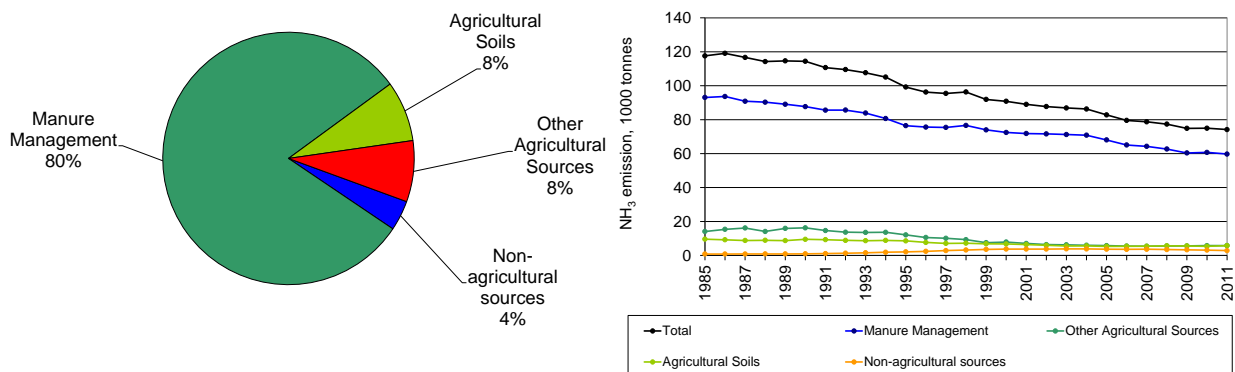 Agricultural
Soils
8%
Manure
Management
80%
Other
Agricultural
Sources
8%
Non-
agricultural
sources
4%
NH3 emission, 1000 tonnes
140
120
100
80
60
40
20
0
1985
1987
1989
1991
1993
1995
1997
1999
2001
2003
2005
2007
2009
2011
Total
Manure Management
Other Agricultural Sources
Agricultural Soils
Non-agricultural sources